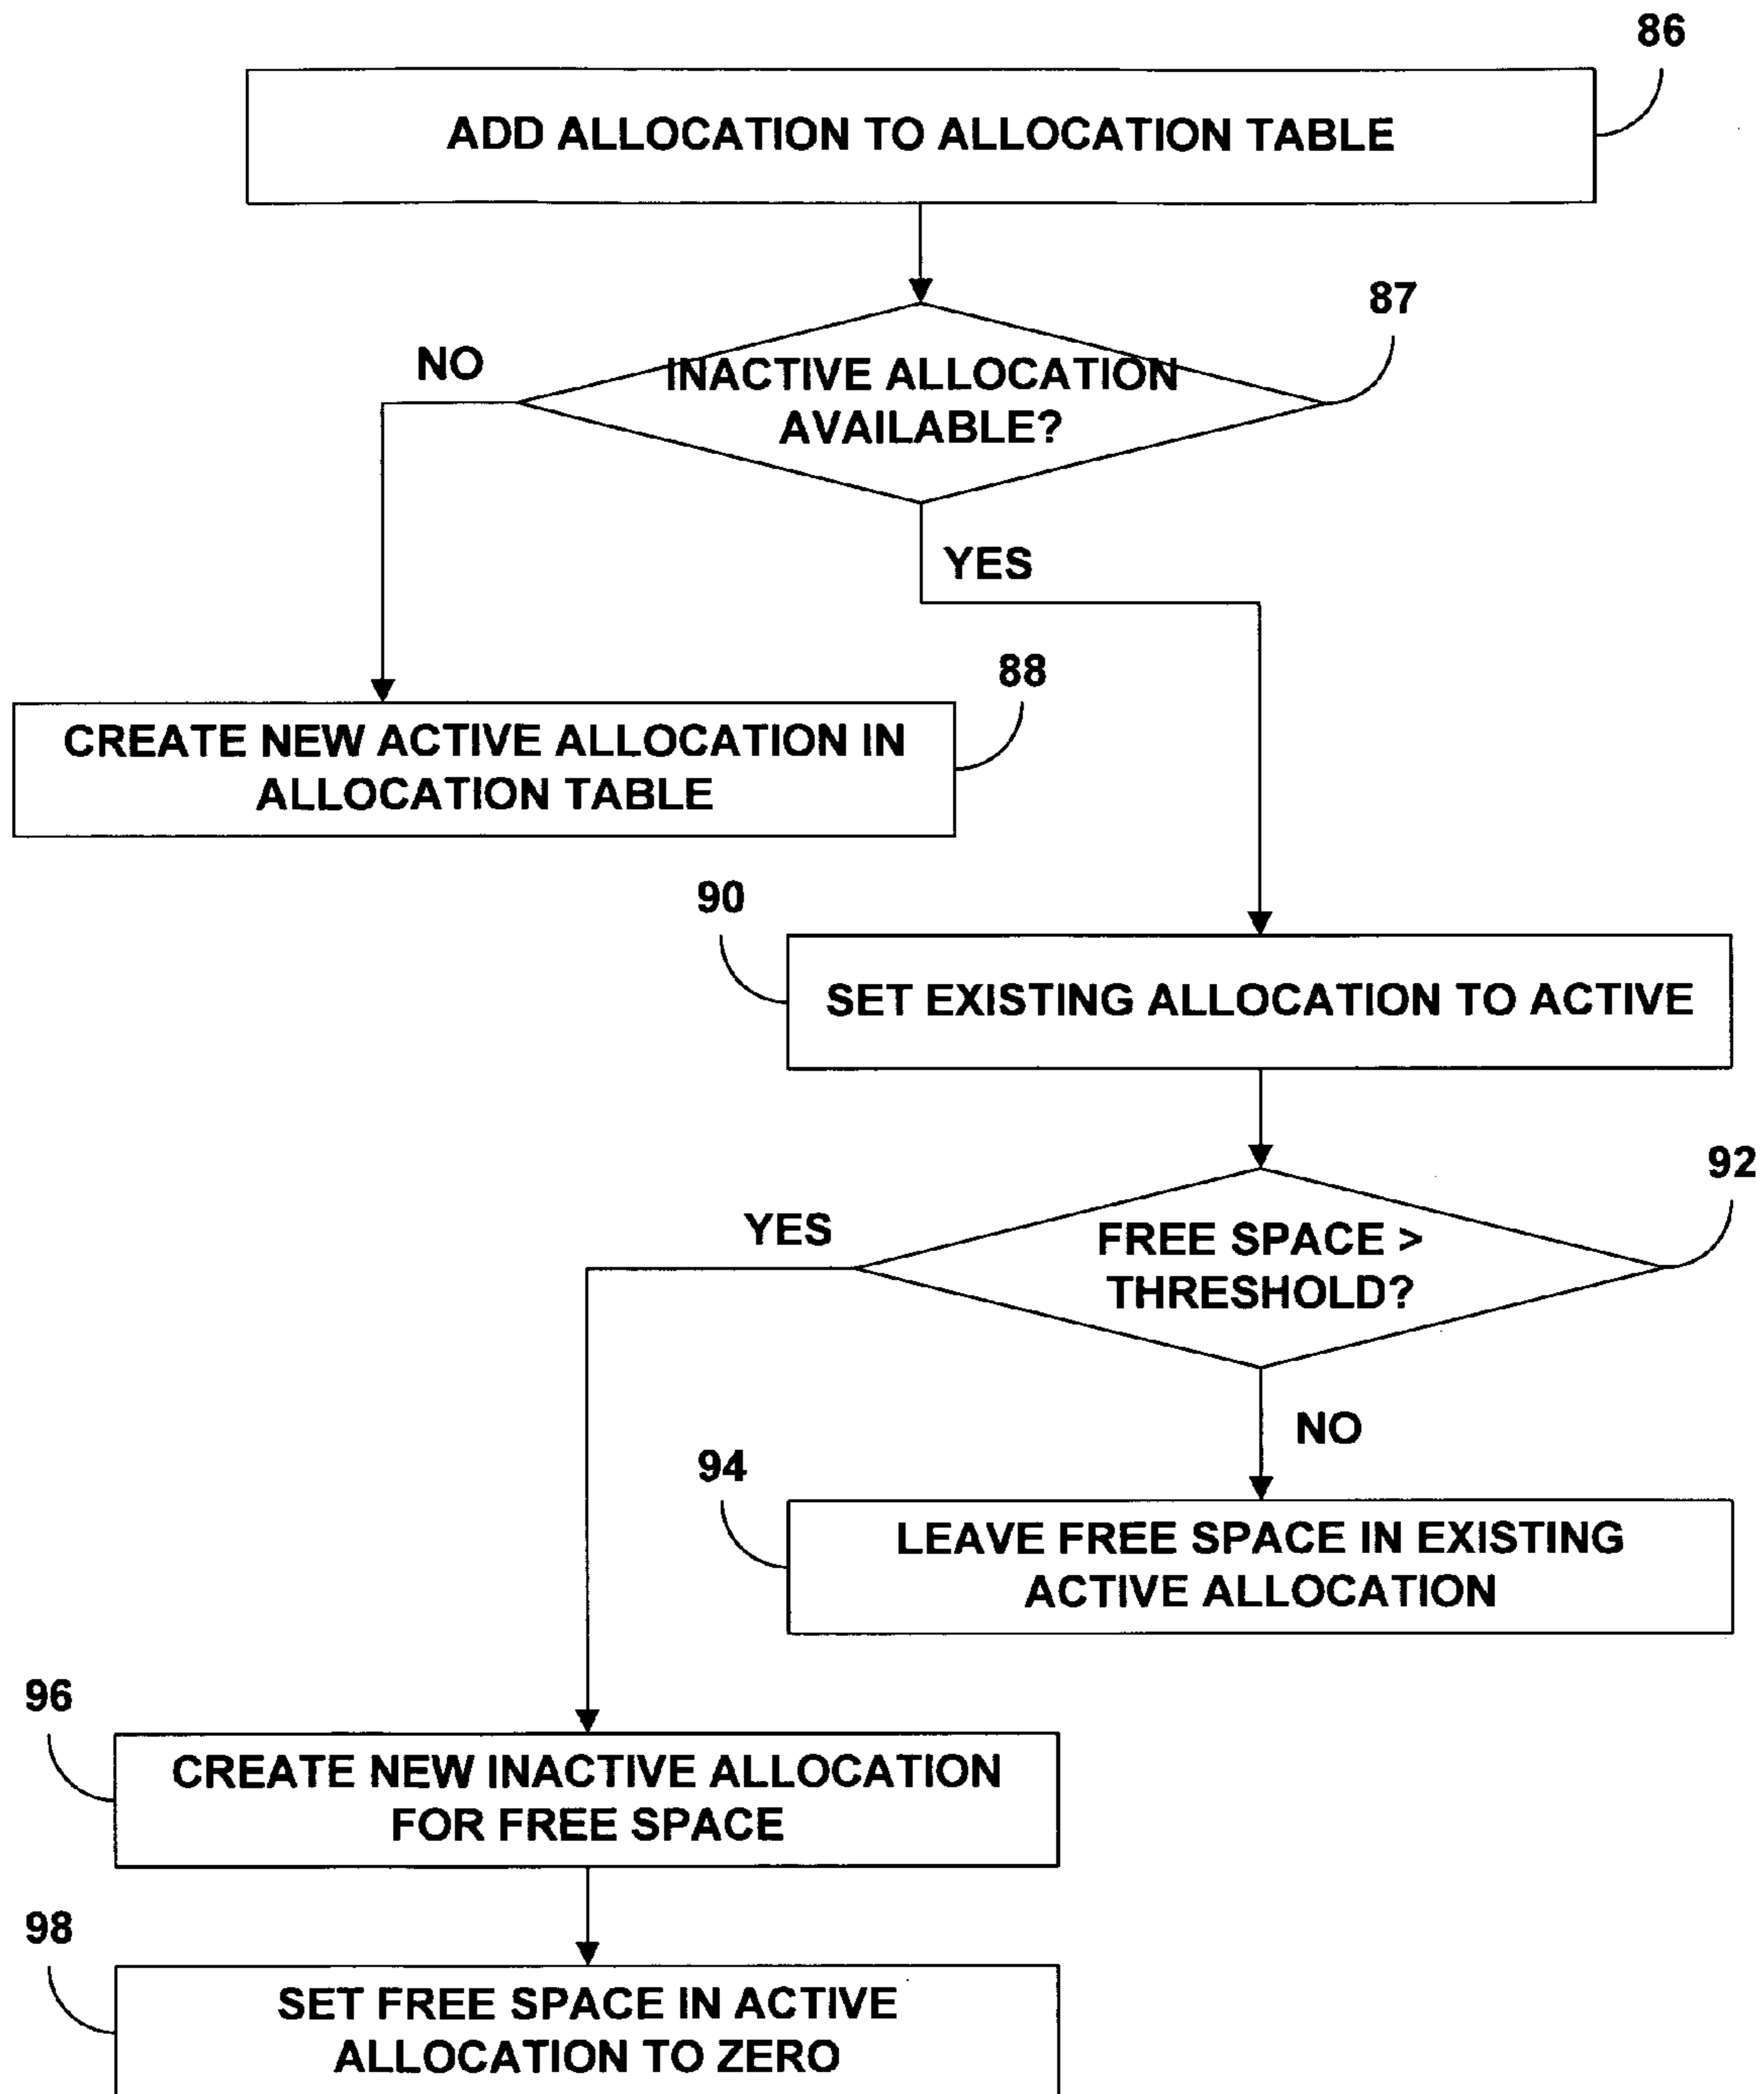 86
ADD ALLOCATION TO ALLOCATION TABLE
87
NO
INACTIVE ALLOCATION
AVAILABLE?
YES
88
CREATE NEW ACTIVE ALLOCATION IN
ALLOCATION TABLE
90
SET EXISTING ALLOCATION TO ACTIVE
92
YES
FREE SPACE >
THRESHOLD?
NO
94
LEAVE FREE SPACE IN EXISTING
ACTIVE ALLOCATION
96
CREATE NEW INACTIVE ALLOCATION
FOR FREE SPACE
98
SET FREE SPACE IN ACTIVE
ALLOCATION TO ZERO